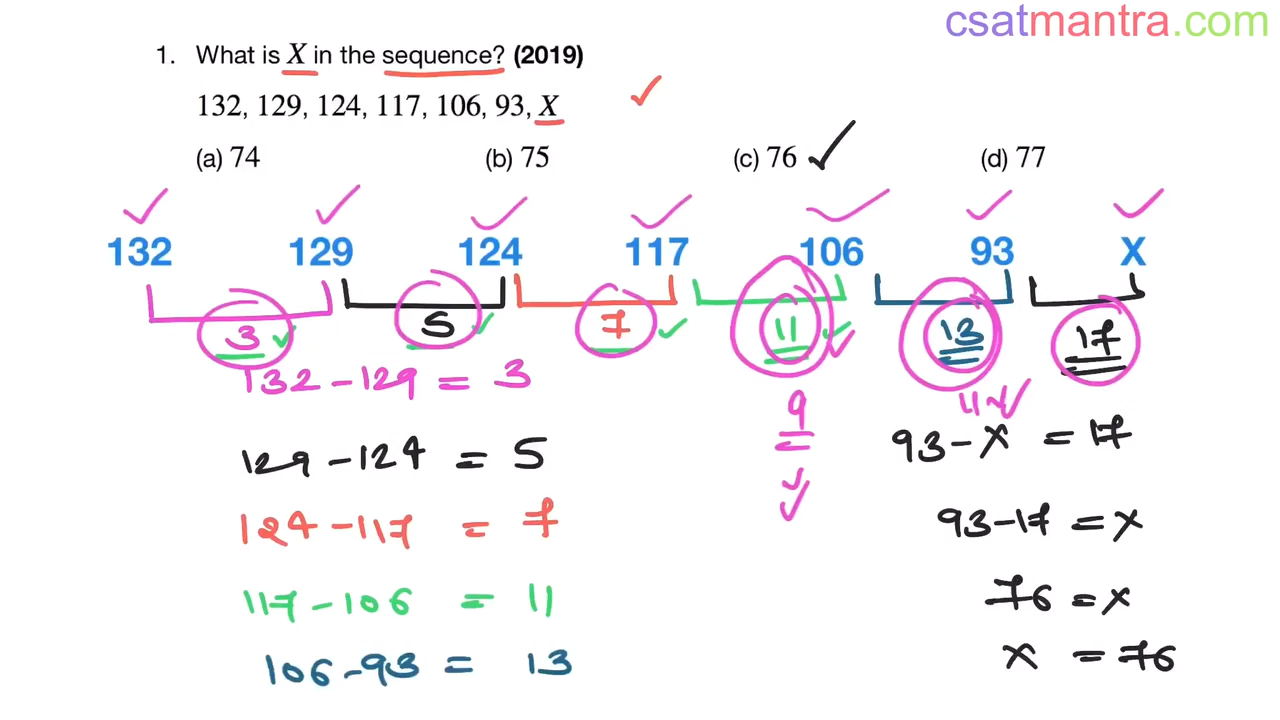 csatmantra.com
1. What is X in the sequence? (2019)
132, 129, 124, 117, 106, 93, X
(a) 74 (b) 75 (c) 76 (d) 77
132 129 124 117 106 93 X
3 5 7 11 13 17
132 - 129 = 3
9
11
93 - X = 17
129 - 124 = 5
124 - 117 = 7
93 - 17 = X
117 - 106 = 11
76 = X
106 - 93 = 13
X = 76